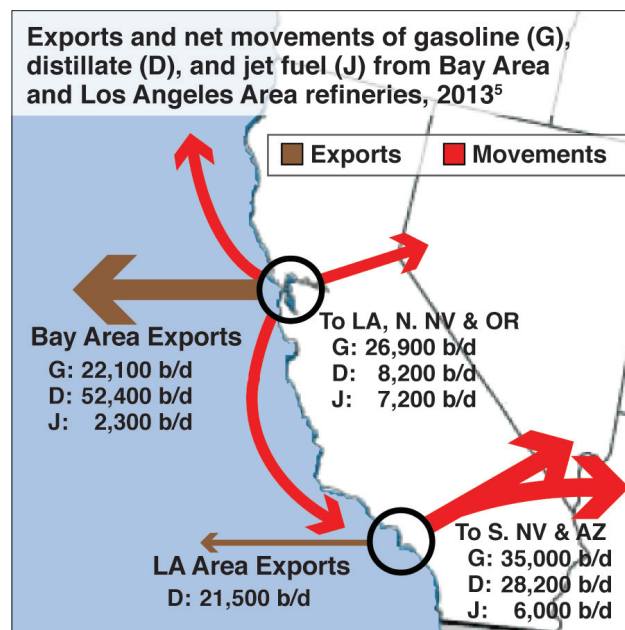 Exports and net movements of gasoline (G),
distillate (D), and jet fuel (J) from Bay Area
and Los Angeles Area refineries, 2013⁵
Exports
Movements
Bay Area Exports
G: 22,100 b/d
D: 52,400 b/d
J: 2,300 b/d
To LA, N. NV & OR
G: 26,900 b/d
D: 8,200 b/d
J: 7,200 b/d
LA Area Exports
D: 21,500 b/d
To S. NV & AZ
G: 35,000 b/d
D: 28,200 b/d
J: 6,000 b/d